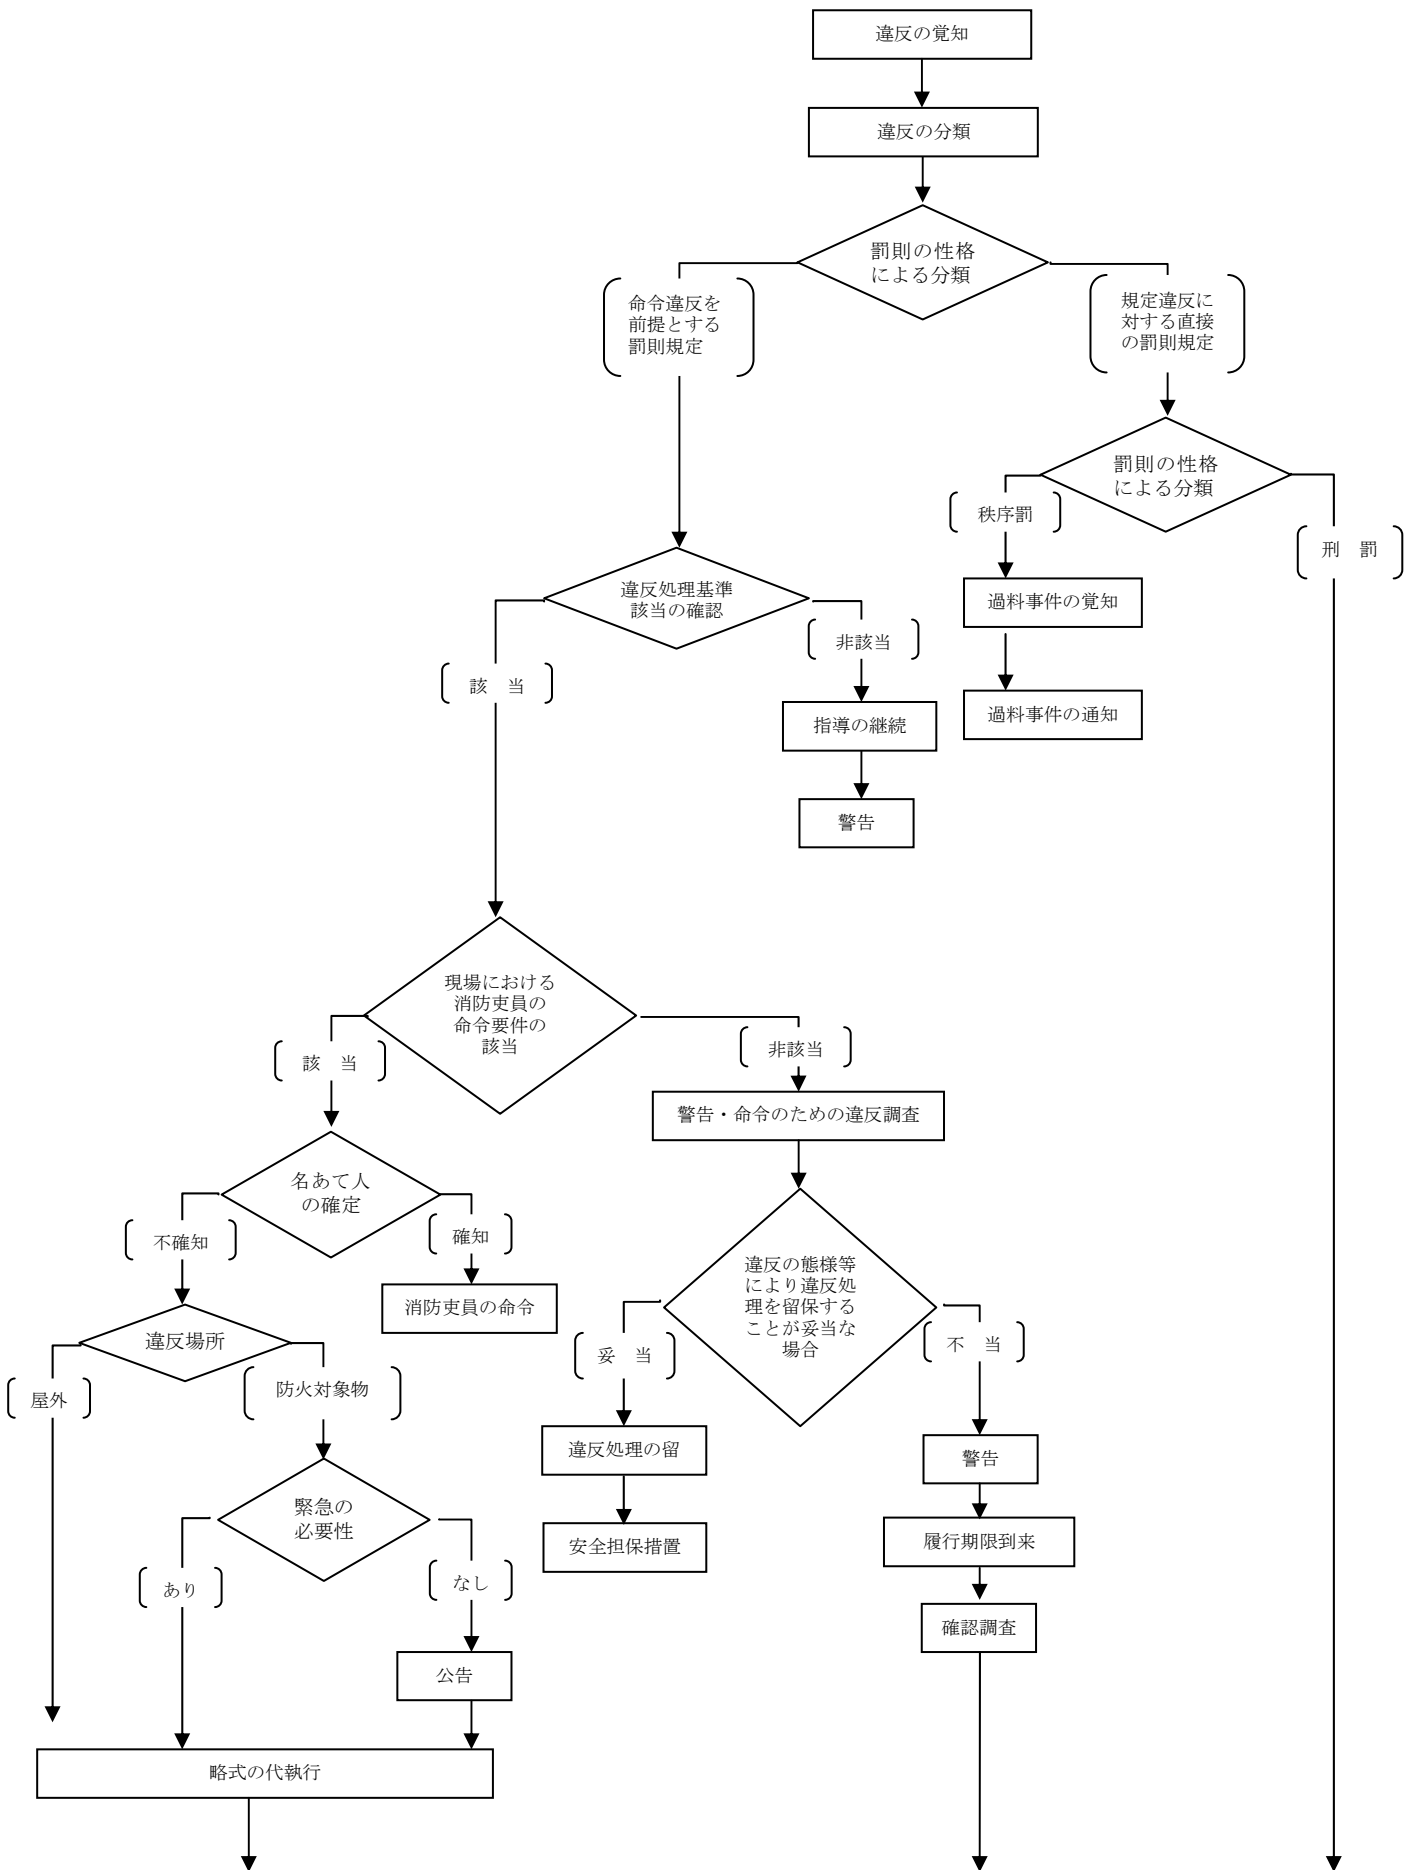 違反の覚知
違反の分類
罰則の性格
による分類
命令違反を
前提とする
罰則規定
規定違反に
対する直接
の罰則規定
罰則の性格
による分類
秩序罰
刑　罰
過料事件の覚知
過料事件の通知
違反処理基準
該当の確認
非該当
該　当
指導の継続
警告
現場における
消防吏員の
命令要件の
該当
該　当
非該当
警告・命令のための違反調査
名あて人
の確定
不確知
確知
消防吏員の命令
違反場所
屋外
防火対象物
違反の態様等
により違反処
理を留保する
ことが妥当な
場合
妥　当
不　当
違反処理の留
安全担保措置
警告
履行期限到来
確認調査
緊急の
必要性
あり
なし
公告
略式の代執行